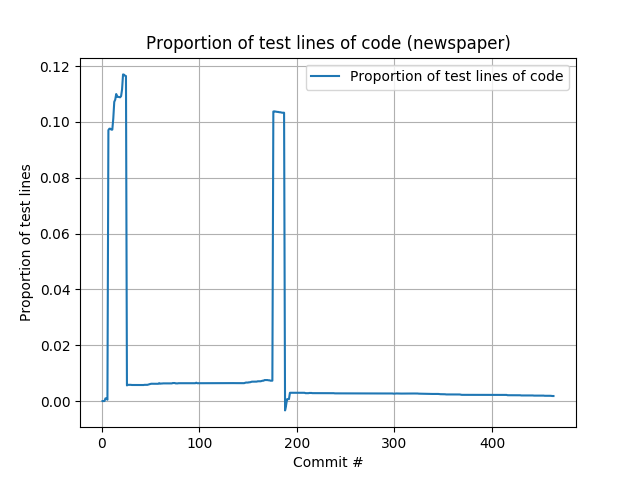 Proportion of test lines of code (newspaper)
Proportion of test lines of code
0.12
0.10
0.08
0.06
0.04
0.02
0.00
Proportion of test lines
0 100 200 300 400
Commit #